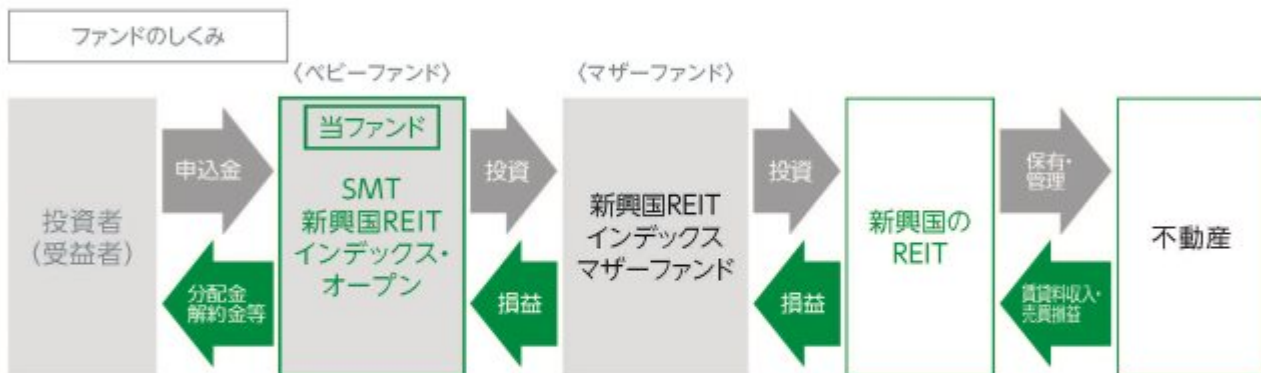 ファンドのしくみ
〈ベビーファンド〉
〈マザーファンド〉
投資者
(受益者)
申込金
分配金
解約金等
当ファンド
SMT
新興国REIT
インデックス・
オープン
投資
損益
新興国REIT
インデックス
マザーファンド
投資
損益
新興国の
REIT
保有・
管理
賃貸料収入・
売買損益
不動産